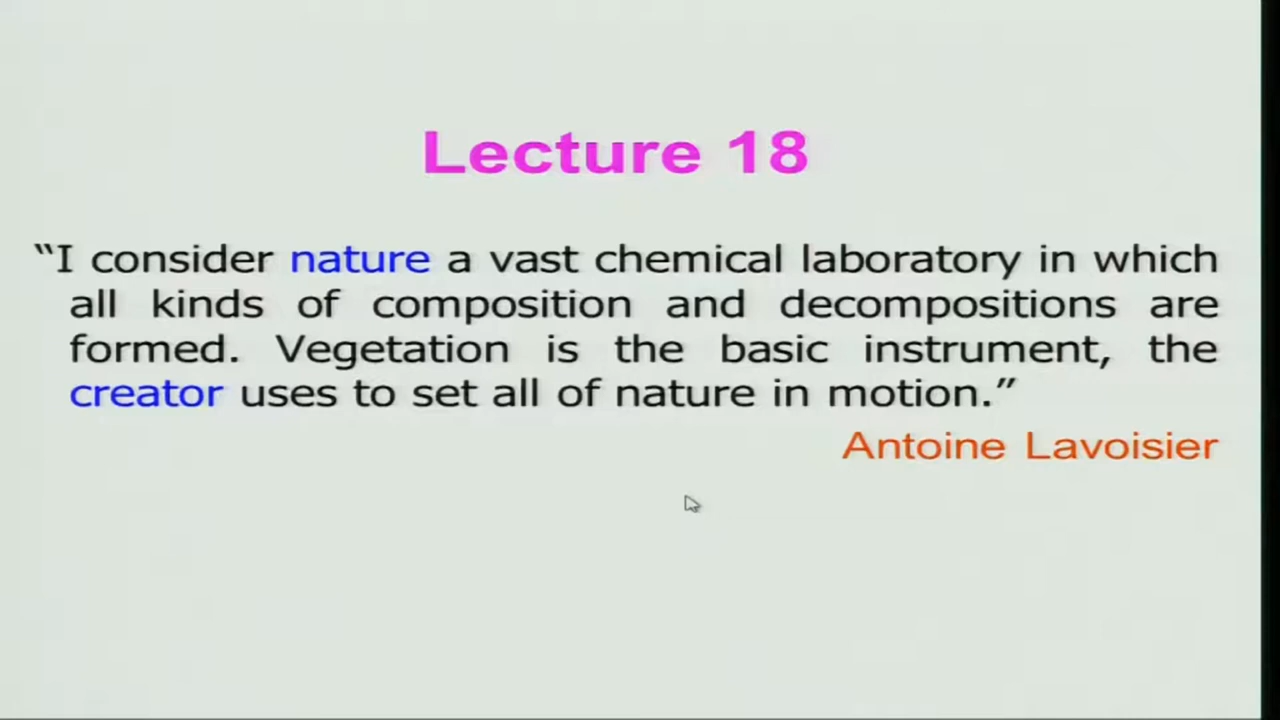 Lecture 18
“I consider nature a vast chemical laboratory in which
all kinds of composition and decompositions are
formed. Vegetation is the basic instrument, the
creator uses to set all of nature in motion.”
Antoine Lavoisier